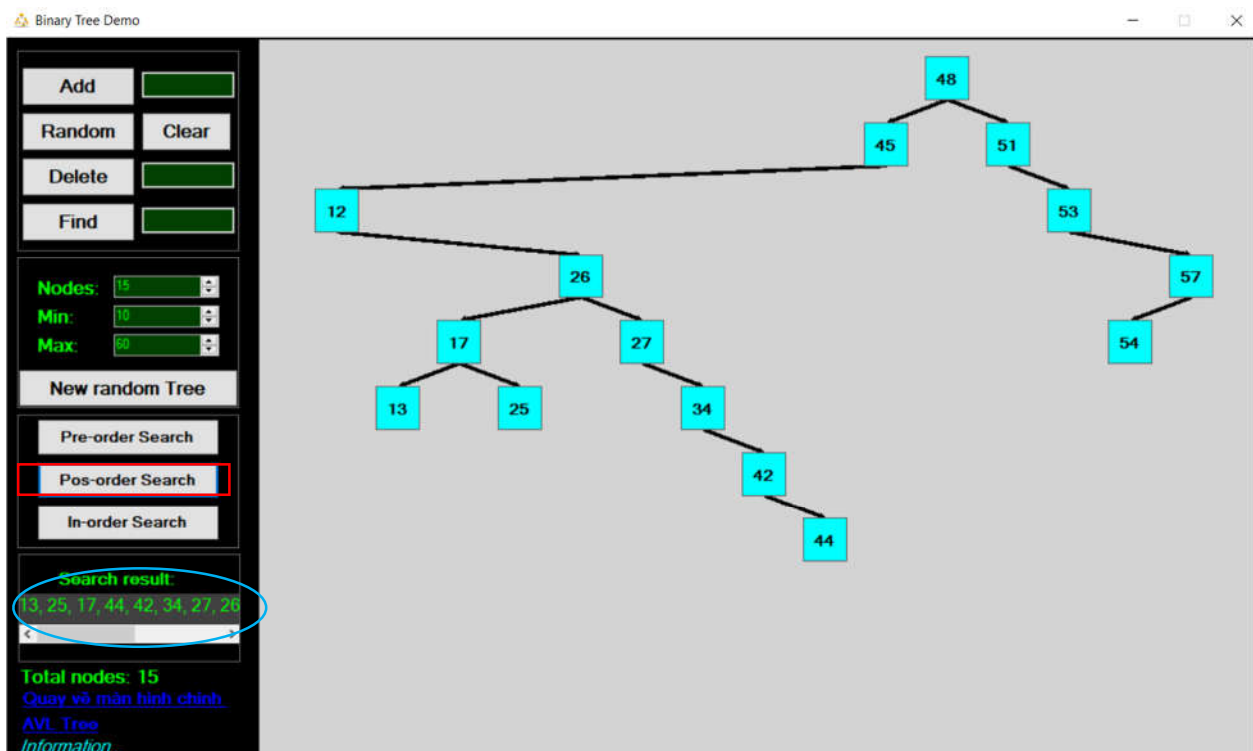 Binary Tree Demo
Add
Random Clear
Delete
Find
Nodes: 15
Min: 10
Max: 60
New random Tree
Pre-order Search
Pos-order Search
In-order Search
Search result:
13, 25, 17, 44, 42, 34, 27, 26
Total nodes: 15
Quay về màn hình chính
AVL Tree
Information
48
45 51
12 53
26 57
17 27 54
13 25 34
42
44